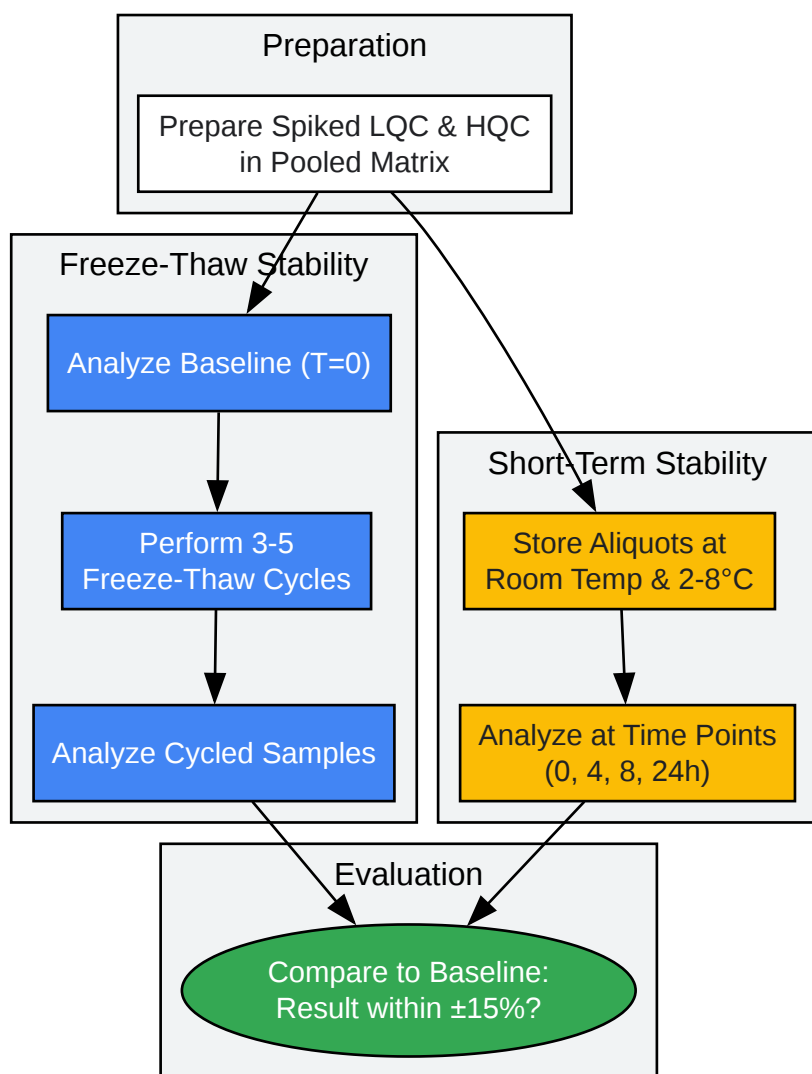 Preparation
Prepare Spiked LQC & HQC
in Pooled Matrix
Freeze-Thaw Stability
Analyze Baseline (T=0)
Perform 3-5
Freeze-Thaw Cycles
Analyze Cycled Samples
Short-Term Stability
Store Aliquots at
Room Temp & 2-8°C
Analyze at Time Points
(0, 4, 8, 24h)
Evaluation
Compare to Baseline:
Result within ±15%?